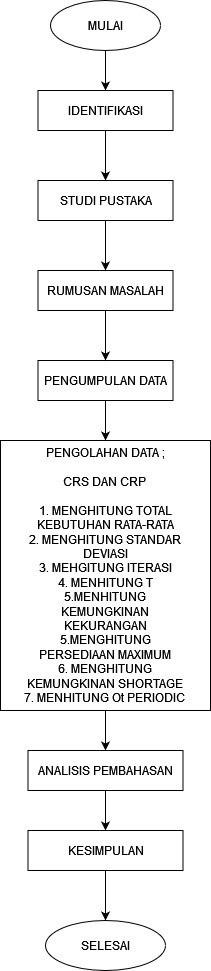 MULAI
IDENTIFIKASI
STUDI PUSTAKA
RUMUSAN MASALAH
PENGUMPULAN DATA
PENGOLAHAN DATA ;
CRS DAN CRP
1. MENGHITUNG TOTAL
KEBUTUHAN RATA-RATA
2. MENGHITUNG STANDAR
DEVIASI
3. MEHGITUNG ITERASI
4. MENHITUNG T
5.MENHITUNG
KEMUNGKINAN
KEKURANGAN
5.MENGHITUNG
PERSEDIAAN MAXIMUM
6. MENGHITUNG
KEMUNGKINAN SHORTAGE
7. MENHITUNG Ot PERIODIC
ANALISIS PEMBAHASAN
KESIMPULAN
SELESAI